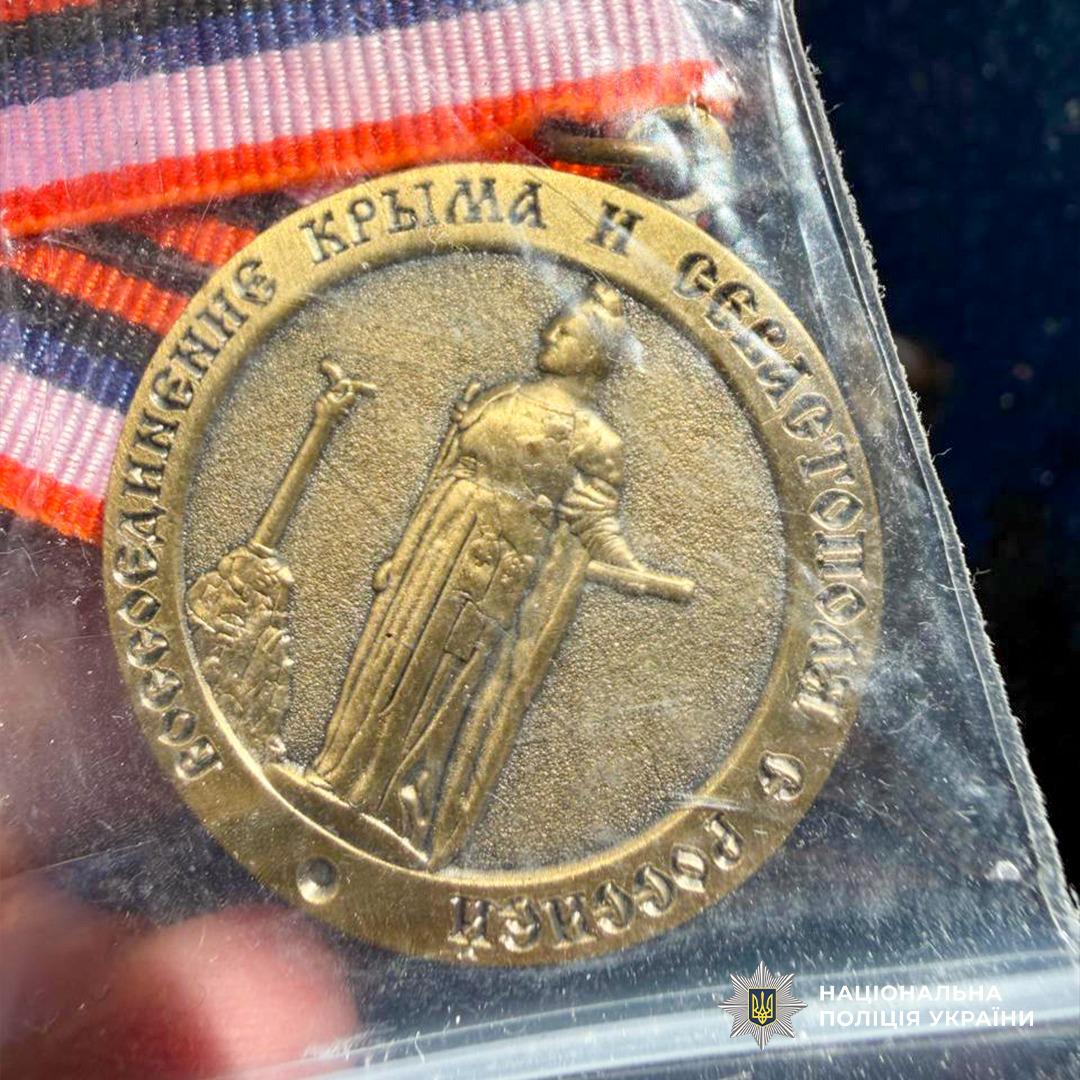 ВОССОЕДИНЕНИЕ КРЫМА И СЕВАСТОПОЛЯ С РОССИЕЙ
НАЦІОНАЛЬНА
ПОЛІЦІЯ УКРАЇНИ